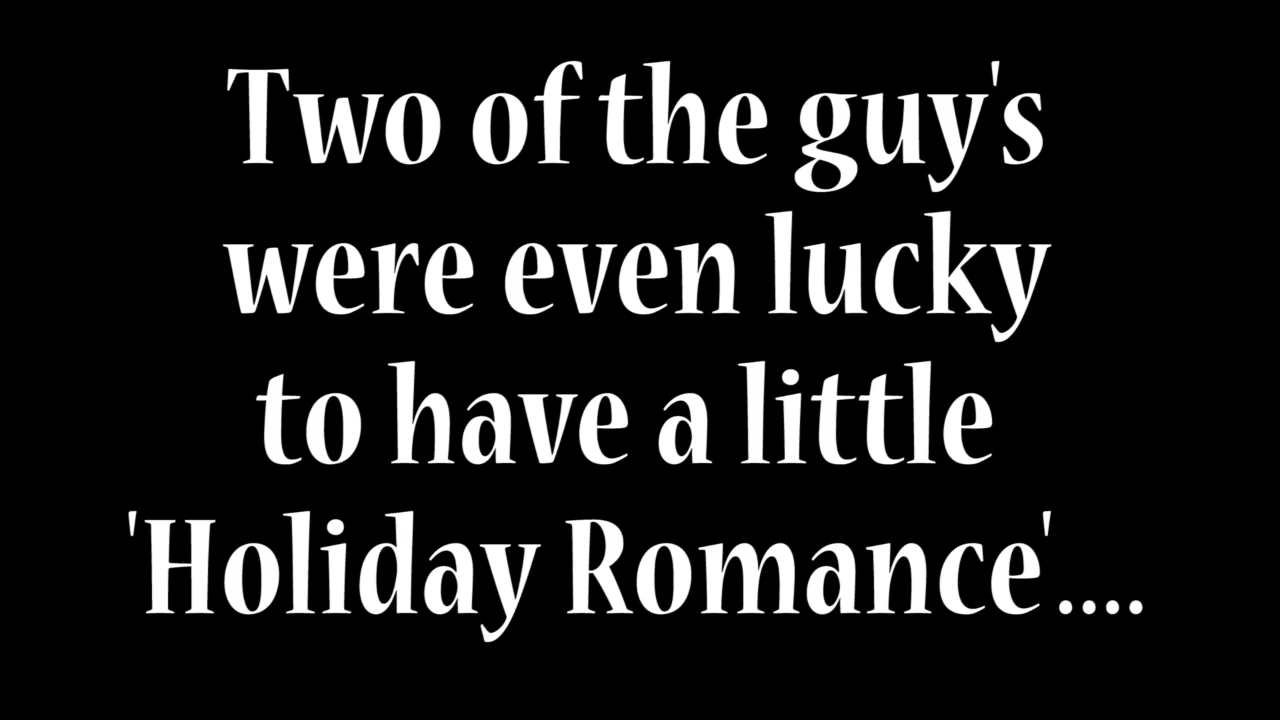 Two of the guy's
were even lucky
to have a little
'Holiday Romance'....